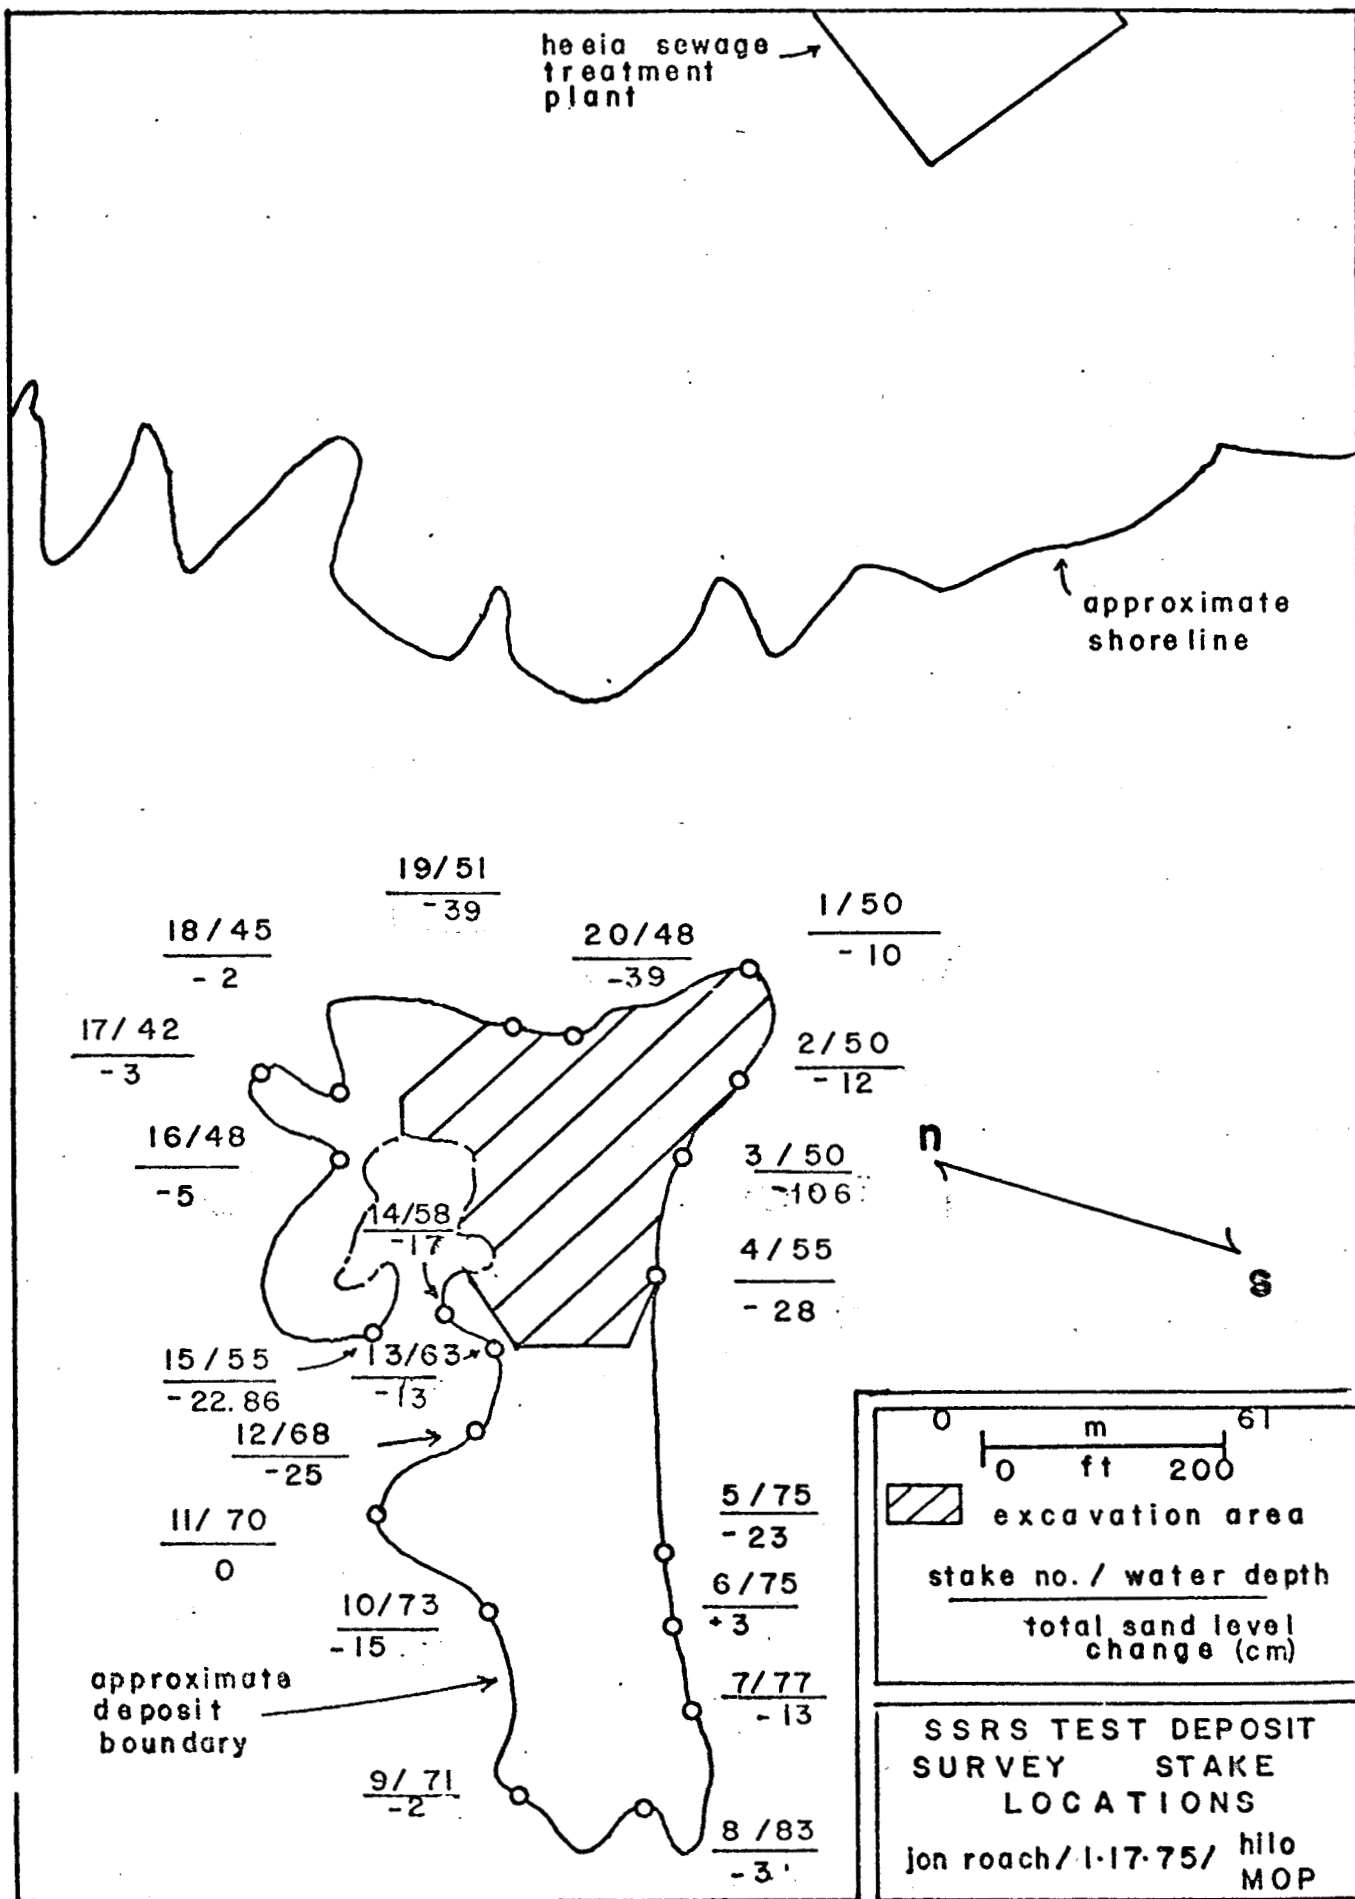 heeia sewage
treatment
plant
approximate
shoreline
19/51
-39
18/45
-2
20/48
-39
1/50
-10
17/42
-3
2/50
-12
16/48
-5
3/50
-106
n
s
14/58
-17
4/55
-28
15/55
-22.86
13/63
-13
12/68
-25
11/70
0
5/75
-23
6/75
+3
10/73
-15
7/77
-13
approximate
deposit
boundary
9/71
-2
8/83
-3
0 m 61
0 ft 200
excavation area
stake no./ water depth
total sand level
change (cm)
SSRS TEST DEPOSIT
SURVEY STAKE
LOCATIONS
jon roach/1·17·75/ hilo
MOP